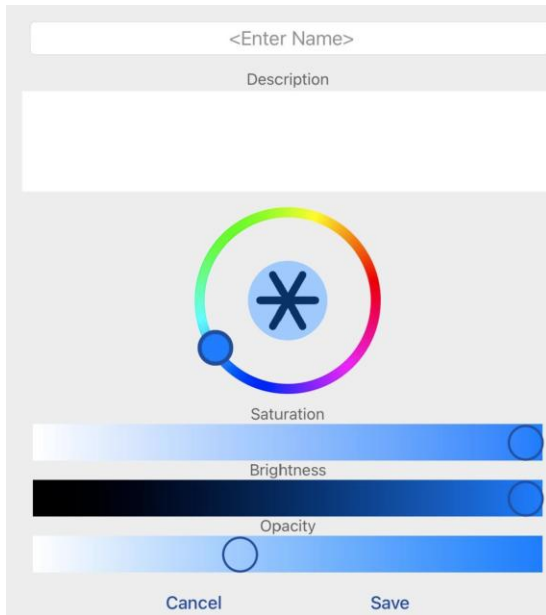 <Enter Name>
Description
Saturation
Brightness
Opacity
Cancel Save